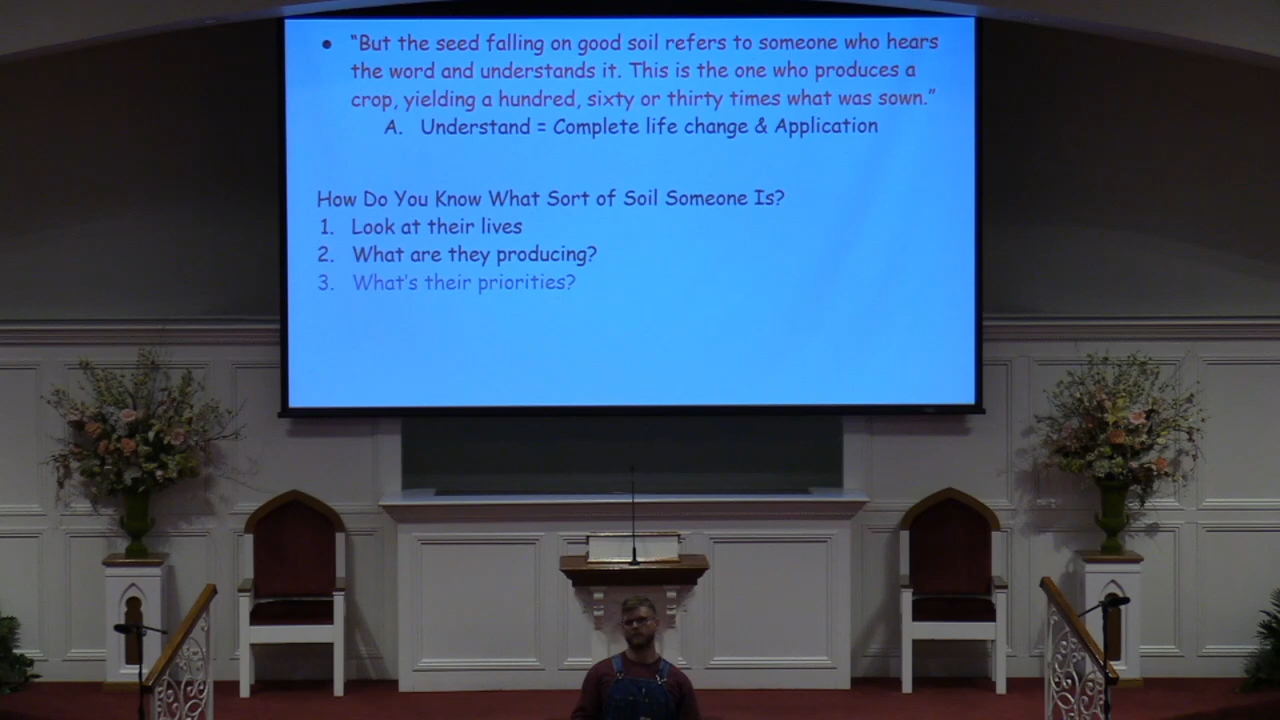 • “But the seed falling on good soil refers to someone who hears
the word and understands it. This is the one who produces a
crop, yielding a hundred, sixty or thirty times what was sown.”
A. Understand = Complete life change & Application
How Do You Know What Sort of Soil Someone Is?
1. Look at their lives
2. What are they producing?
3. What's their priorities?